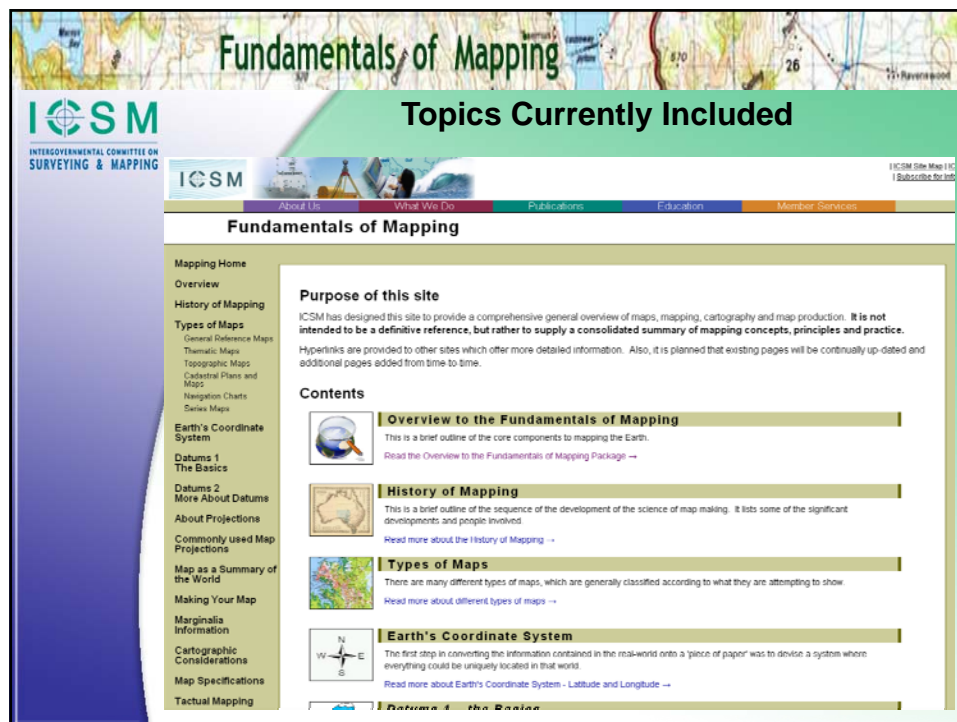 Fundamentals of Mapping
26
570
Ravenswood
ICSM
INTERGOVERNMENTAL COMMITTEE ON
SURVEYING & MAPPING
Topics Currently Included
ICSM
| ICSM Site Map | IC
| Subscribe for Info
About Us What We Do Publications Education Member Services
Fundamentals of Mapping
Mapping Home
Overview
History of Mapping
Types of Maps
General Reference Maps
Thematic Maps
Topographic Maps
Cadastral Plans and
Maps
Navigation Charts
Series Maps
Earth's Coordinate
System
Datums 1
The Basics
Datums 2
More About Datums
About Projections
Commonly used Map
Projections
Map as a Summary of
the World
Making Your Map
Marginalia
Information
Cartographic
Considerations
Map Specifications
Tactual Mapping
Purpose of this site
ICSM has designed this site to provide a comprehensive general overview of maps, mapping, cartography and map production. It is not
intended to be a definitive reference, but rather to supply a consolidated summary of mapping concepts, principles and practice.
Hyperlinks are provided to other sites which offer more detailed information. Also, it is planned that existing pages will be continually up-dated and
additional pages added from time to time.
Contents
Overview to the Fundamentals of Mapping
This is a brief outline of the core components to mapping the Earth.
Read the Overview to the Fundamentals of Mapping Package →
History of Mapping
This is a brief outline of the sequence of the development of the science of map making. It lists some of the significant
developments and people involved.
Read more about the History of Mapping →
Types of Maps
There are many different types of maps, which are generally classified according to what they are attempting to show.
Read more about different types of maps →
N
W E
S
Earth's Coordinate System
The first step in converting the information contained in the real-world onto a 'piece of paper' was to devise a system where
everything could be uniquely located in that world.
Read more about Earth's Coordinate System - Latitude and Longitude →
Datums 1 - the Basics